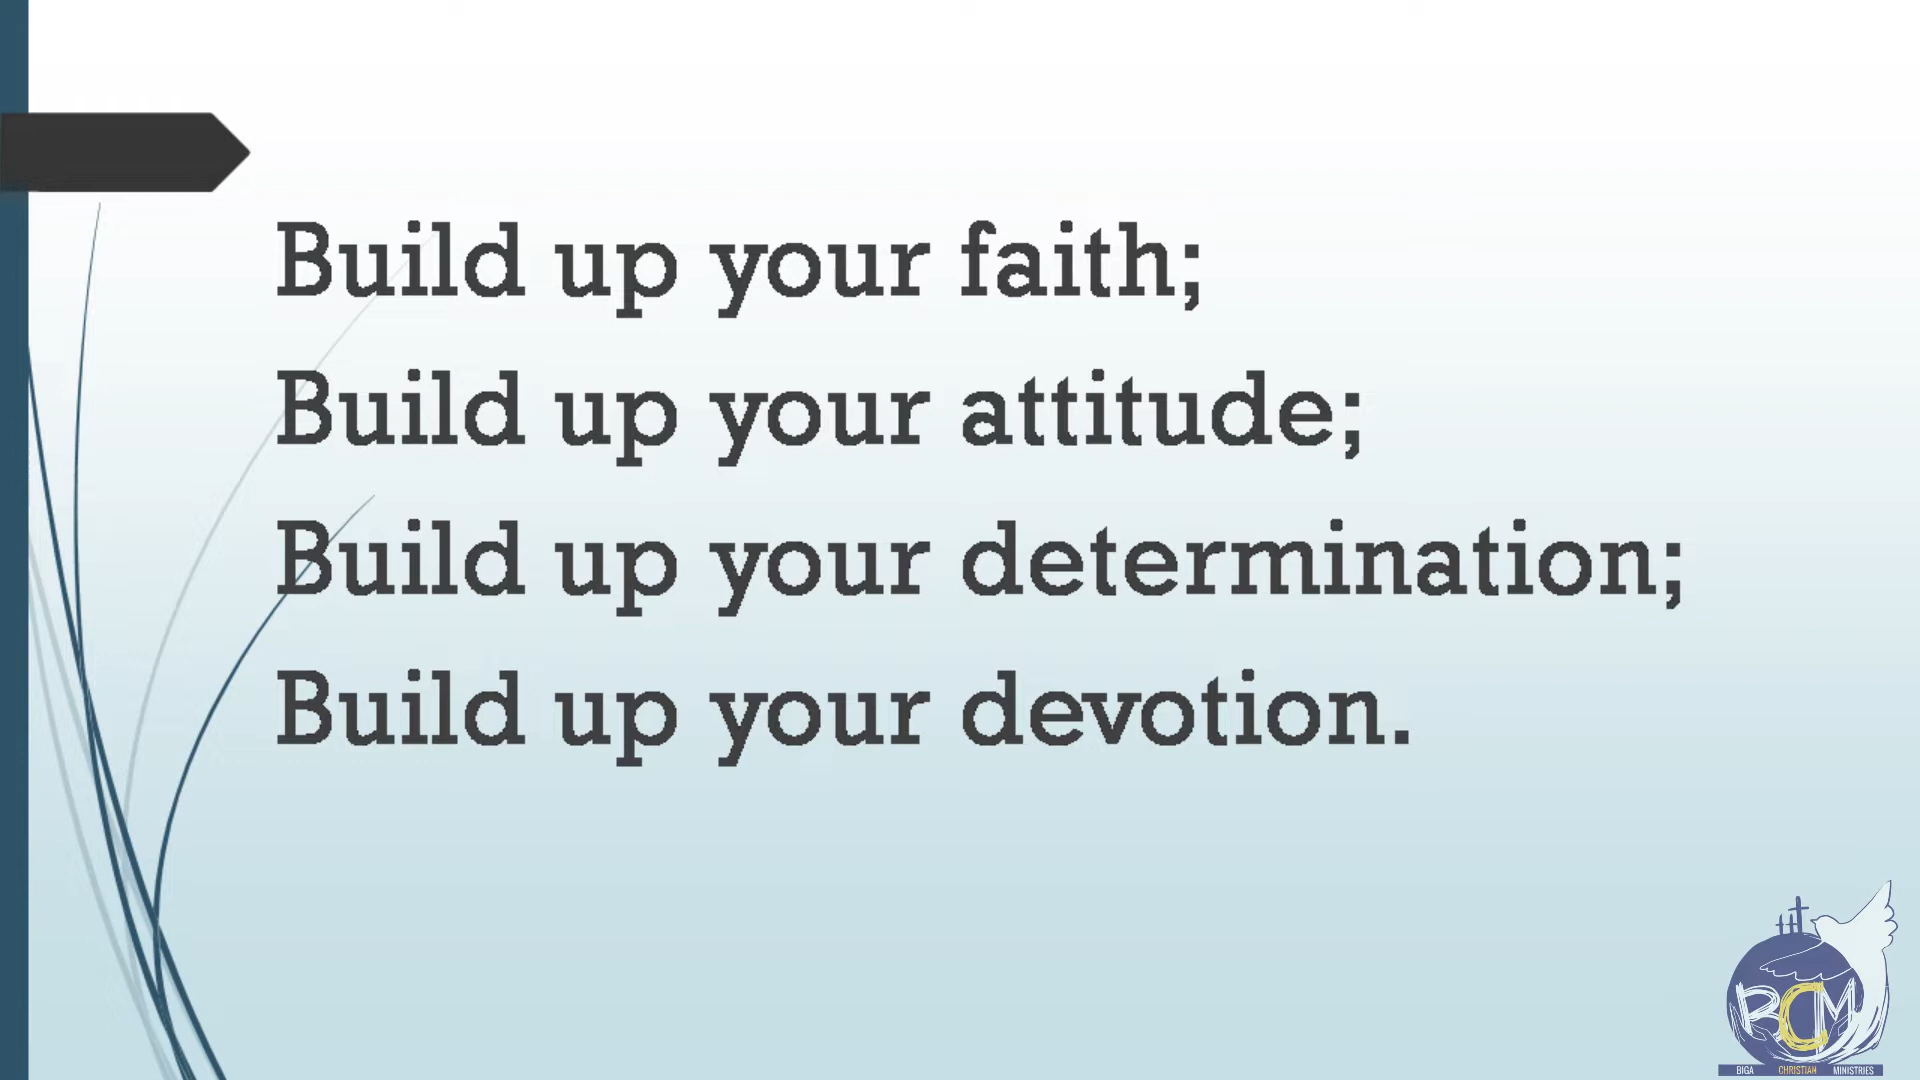 Build up your faith;
Build up your attitude;
Build up your determination;
Build up your devotion.
BCM
BIGA CHRISTIAN MINISTRIES